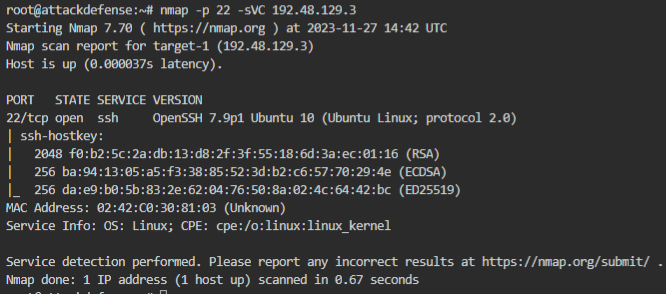 root@attackdefense:~# nmap -p 22 -sVC 192.48.129.3
Starting Nmap 7.70 ( https://nmap.org ) at 2023-11-27 14:42 UTC
Nmap scan report for target-1 (192.48.129.3)
Host is up (0.000037s latency).
PORT   STATE SERVICE VERSION
22/tcp open  ssh     OpenSSH 7.9p1 Ubuntu 10 (Ubuntu Linux; protocol 2.0)
| ssh-hostkey:
|   2048 f0:b2:5c:2a:db:13:d8:2f:3f:55:18:6d:3a:ec:01:16 (RSA)
|   256 ba:94:13:05:a5:f3:38:85:52:3d:b2:c6:57:70:29:4e (ECDSA)
|_  256 da:e9:b0:5b:83:2e:62:04:76:50:8a:02:4c:64:42:bc (ED25519)
MAC Address: 02:42:C0:30:81:03 (Unknown)
Service Info: OS: Linux; CPE: cpe:/o:linux:linux_kernel
Service detection performed. Please report any incorrect results at https://nmap.org/submit/ .
Nmap done: 1 IP address (1 host up) scanned in 0.67 seconds